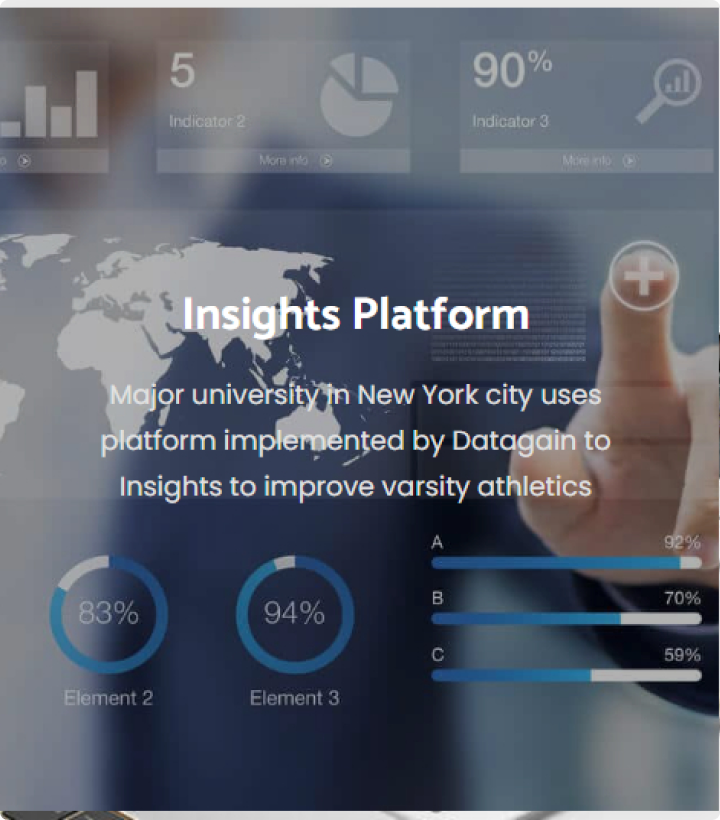 5
90%
Indicator 2
Indicator 3
More info
More info
Insights Platform
Major university in New York city uses
platform implemented by Datagain to
Insights to improve varsity athletics
A 92%
B 70%
C 59%
83%
94%
Element 2
Element 3